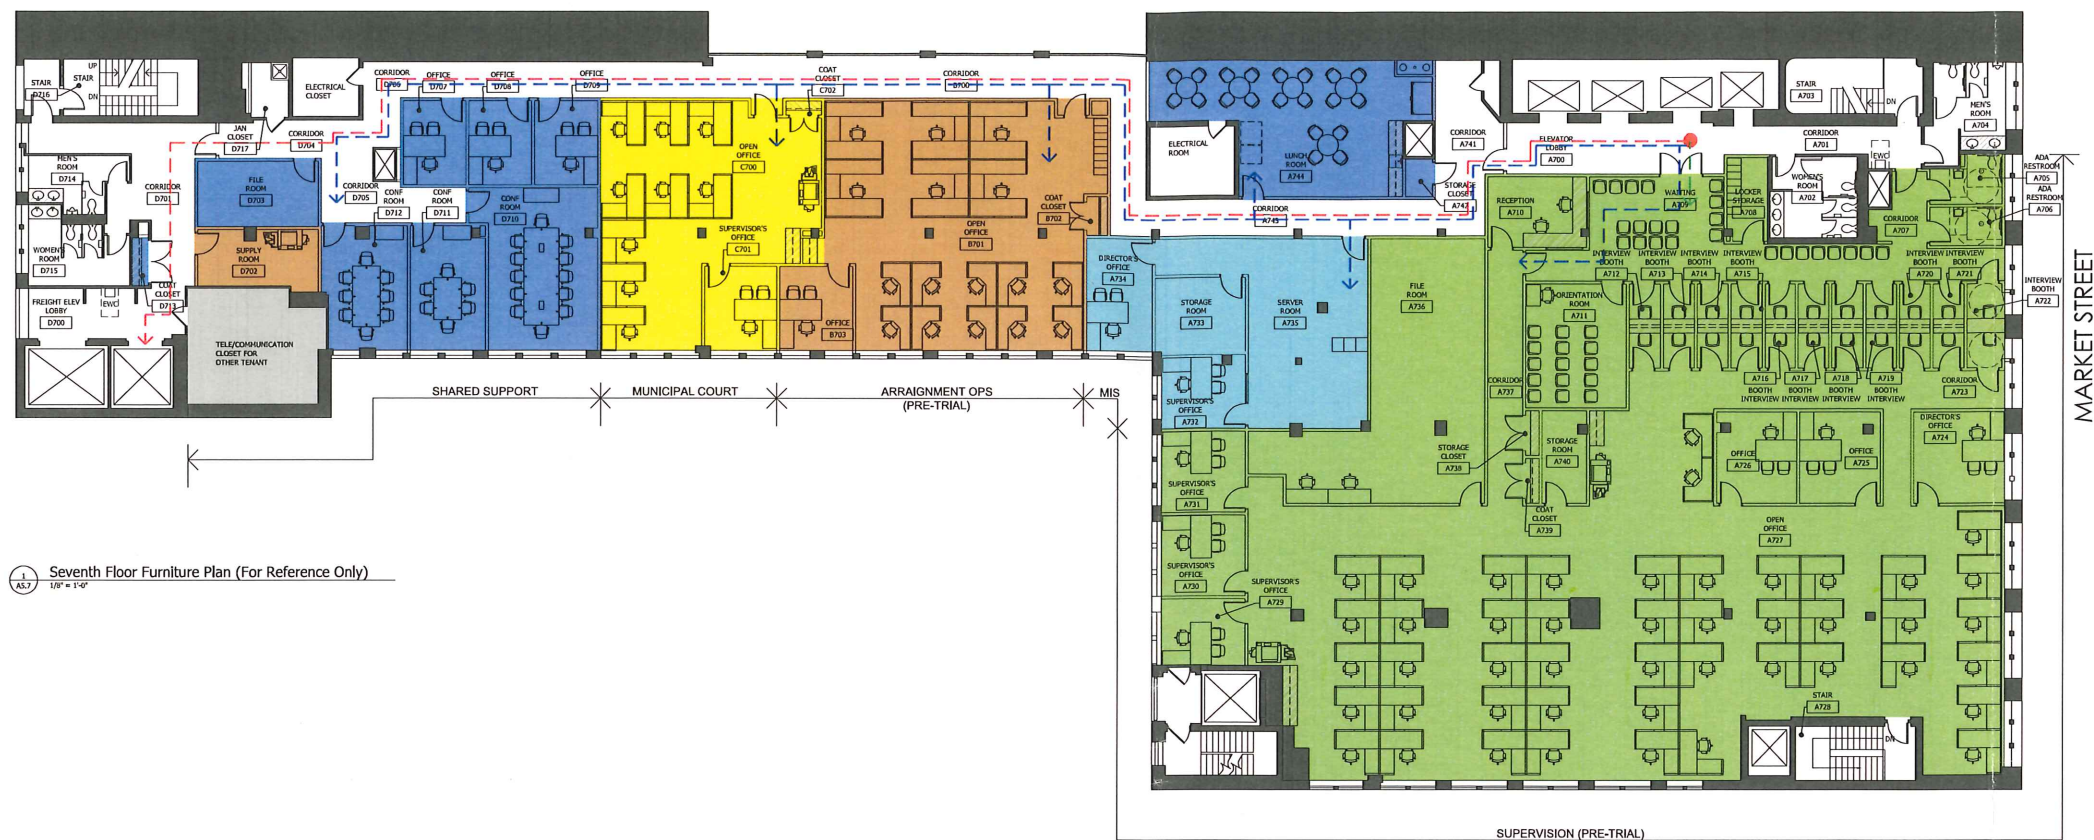 STAIR
D716
STAIR
UP
DN
ELECTRICAL
CLOSET
CORRIDOR
D706
OFFICE
D707
OFFICE
D708
OFFICE
D709
COAT
CLOSET
C702
CORRIDOR
B700
JAN
CLOSET
D717
CORRIDOR
D704
MEN'S
ROOM
D714
CORRIDOR
D701
FILE
ROOM
D703
CORRIDOR
D705
CONF
ROOM
D712
CONF
ROOM
D711
CONF
ROOM
D710
OPEN
OFFICE
C700
SUPERVISOR'S
OFFICE
C701
COAT
CLOSET
B702
OPEN
OFFICE
B701
OFFICE
B703
WOMEN'S
ROOM
D715
SUPPLY
ROOM
D702
COAT
CLOSET
D713
FREIGHT ELEV
LOBBY
D700
EWC
TELE/COMMUNICATION
CLOSET FOR
OTHER TENANT
ELECTRICAL
ROOM
LUNCH
ROOM
A744
STORAGE
CLOSET
A742
CORRIDOR
A743
CORRIDOR
A741
ELEVATOR
LOBBY
A700
STAIR
A703
DN
CORRIDOR
A701
MEN'S
ROOM
A704
EWC
WOMEN'S
ROOM
A702
ADA
RESTROOM
A705
ADA
RESTROOM
A706
CORRIDOR
A707
RECEPTION
A710
WAITING
A709
LOCKER
STORAGE
A708
INTERVIEW
BOOTH
A712
INTERVIEW
BOOTH
A713
INTERVIEW
BOOTH
A714
INTERVIEW
BOOTH
A715
INTERVIEW
BOOTH
A720
INTERVIEW
BOOTH
A721
INTERVIEW
BOOTH
A722
DIRECTOR'S
OFFICE
A734
STORAGE
ROOM
A733
SERVER
ROOM
A735
FILE
ROOM
A736
ORIENTATION
ROOM
A711
A716
BOOTH
INTERVIEW
A717
BOOTH
INTERVIEW
A718
BOOTH
INTERVIEW
A719
BOOTH
INTERVIEW
CORRIDOR
A723
CORRIDOR
A737
SUPERVISOR'S
OFFICE
A732
STORAGE
CLOSET
A738
STORAGE
ROOM
A740
OFFICE
A726
OFFICE
A725
DIRECTOR'S
OFFICE
A724
SUPERVISOR'S
OFFICE
A731
COAT
CLOSET
A739
OPEN
OFFICE
A727
SUPERVISOR'S
OFFICE
A730
SUPERVISOR'S
OFFICE
A729
STAIR
A728
DN
SHARED SUPPORT
MUNICIPAL COURT
ARRAIGNMENT OPS
(PRE-TRIAL)
MIS
SUPERVISION (PRE-TRIAL)
MARKET STREET
1
A5.7
Seventh Floor Furniture Plan (For Reference Only)
1/8" = 1'-0"